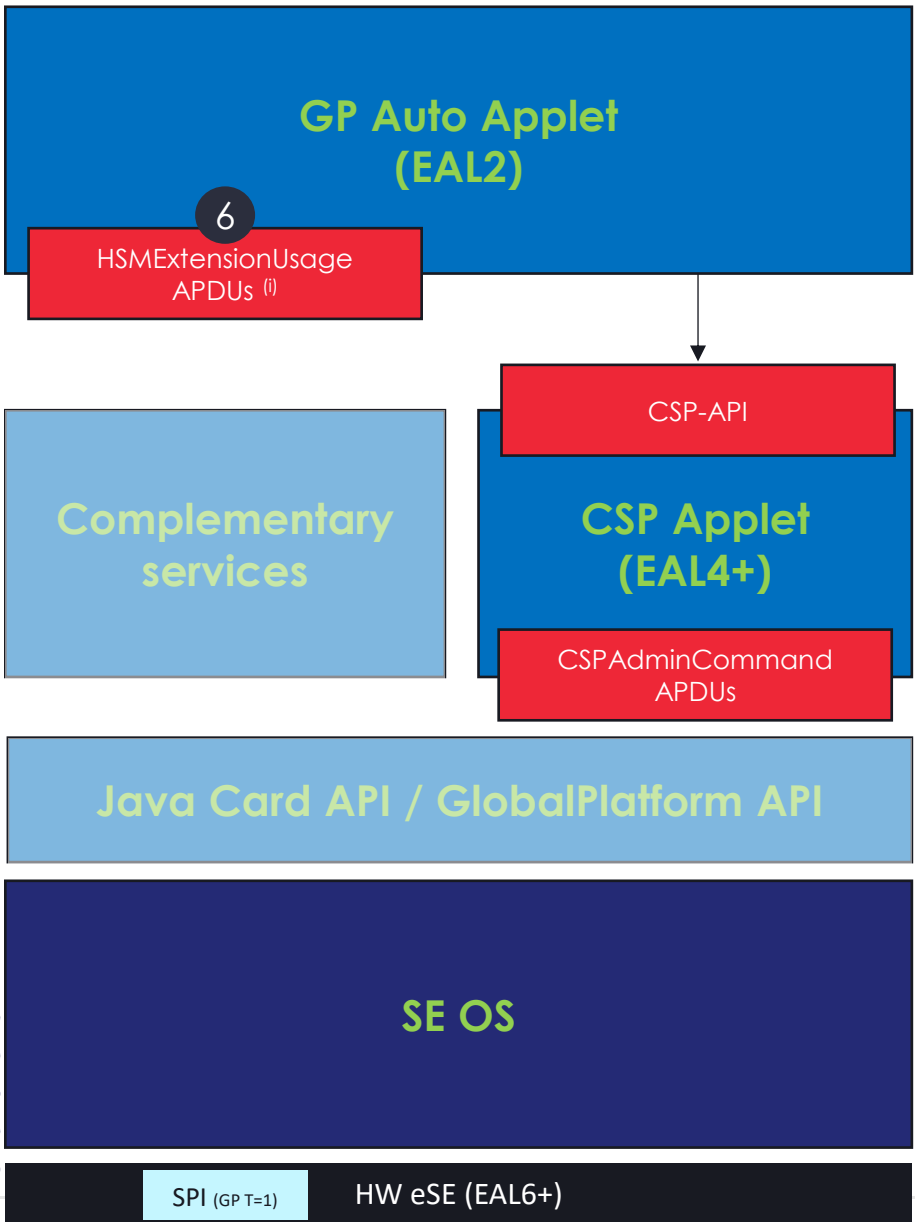 GP Auto Applet
(EAL2)
6
HSMExtensionUsage
APDUs (i)
CSP-API
Complementary
services
CSP Applet
(EAL4+)
CSPAdminCommand
APDUs
Java Card API / GlobalPlatform API
SE OS
SPI (GP T=1)
HW eSE (EAL6+)